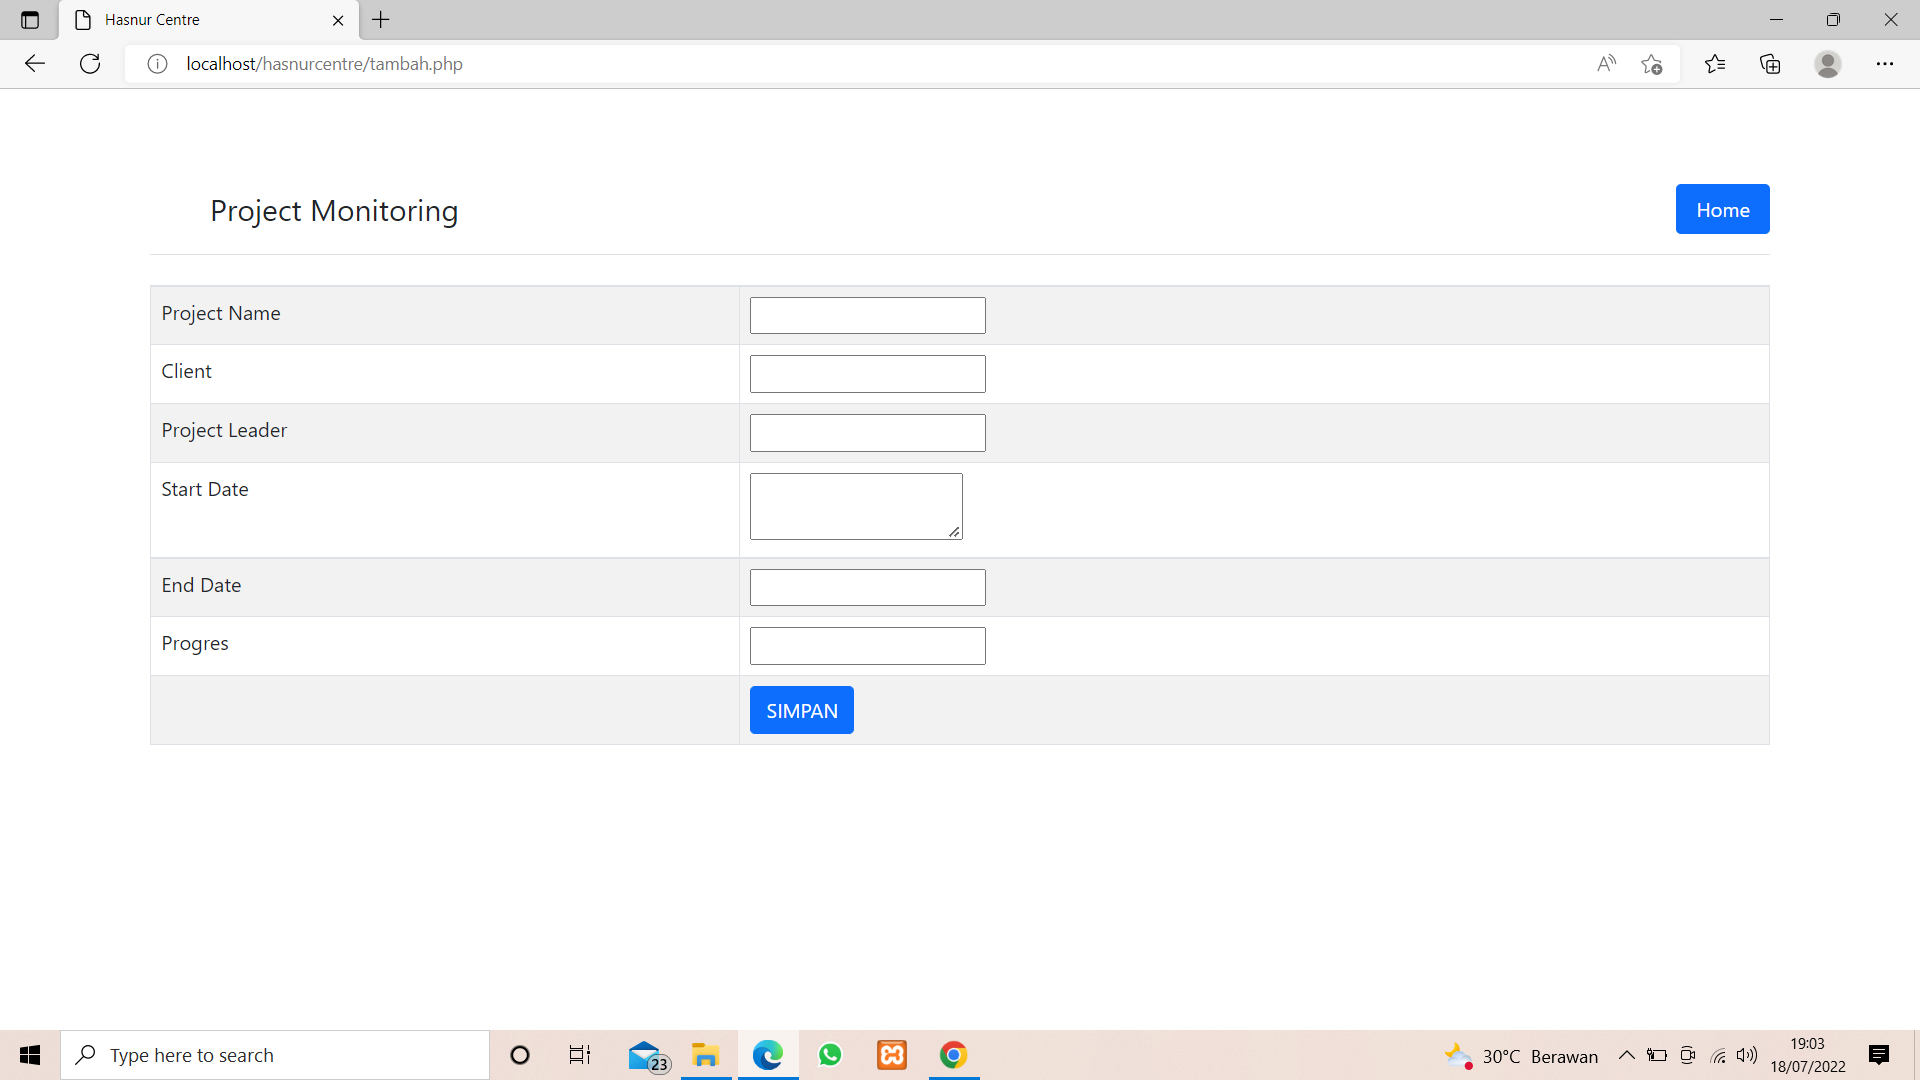 Hasnur Centre
localhost/hasnurcentre/tambah.php
Project Monitoring
Home
Project Name
Client
Project Leader
Start Date
End Date
Progres
SIMPAN
Type here to search
23
30°C Berawan
19:03
18/07/2022